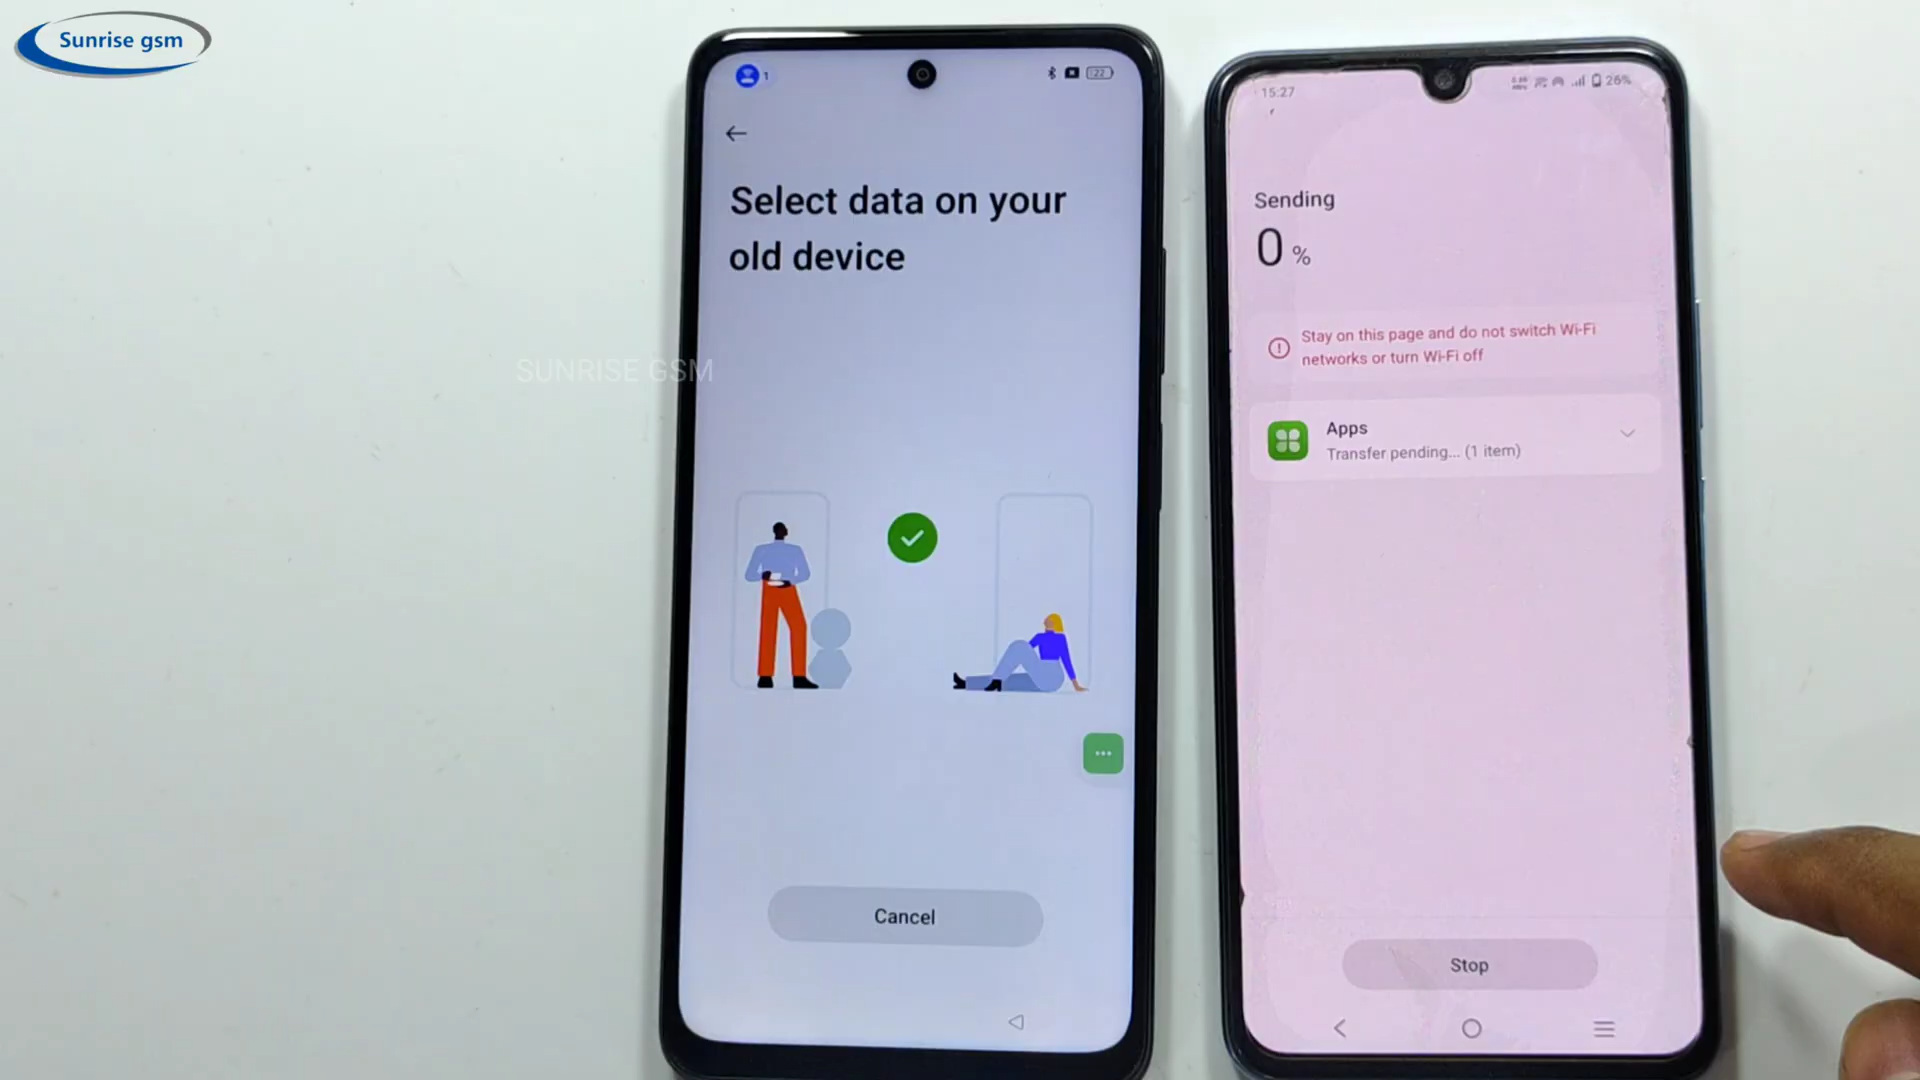 Sunrise gsm
SUNRISE GSM
1
22
Select data on your
old device
Cancel
15:27
26%
Sending
0 %
Stay on this page and do not switch Wi-Fi
networks or turn Wi-Fi off
Apps
Transfer pending... (1 item)
Stop